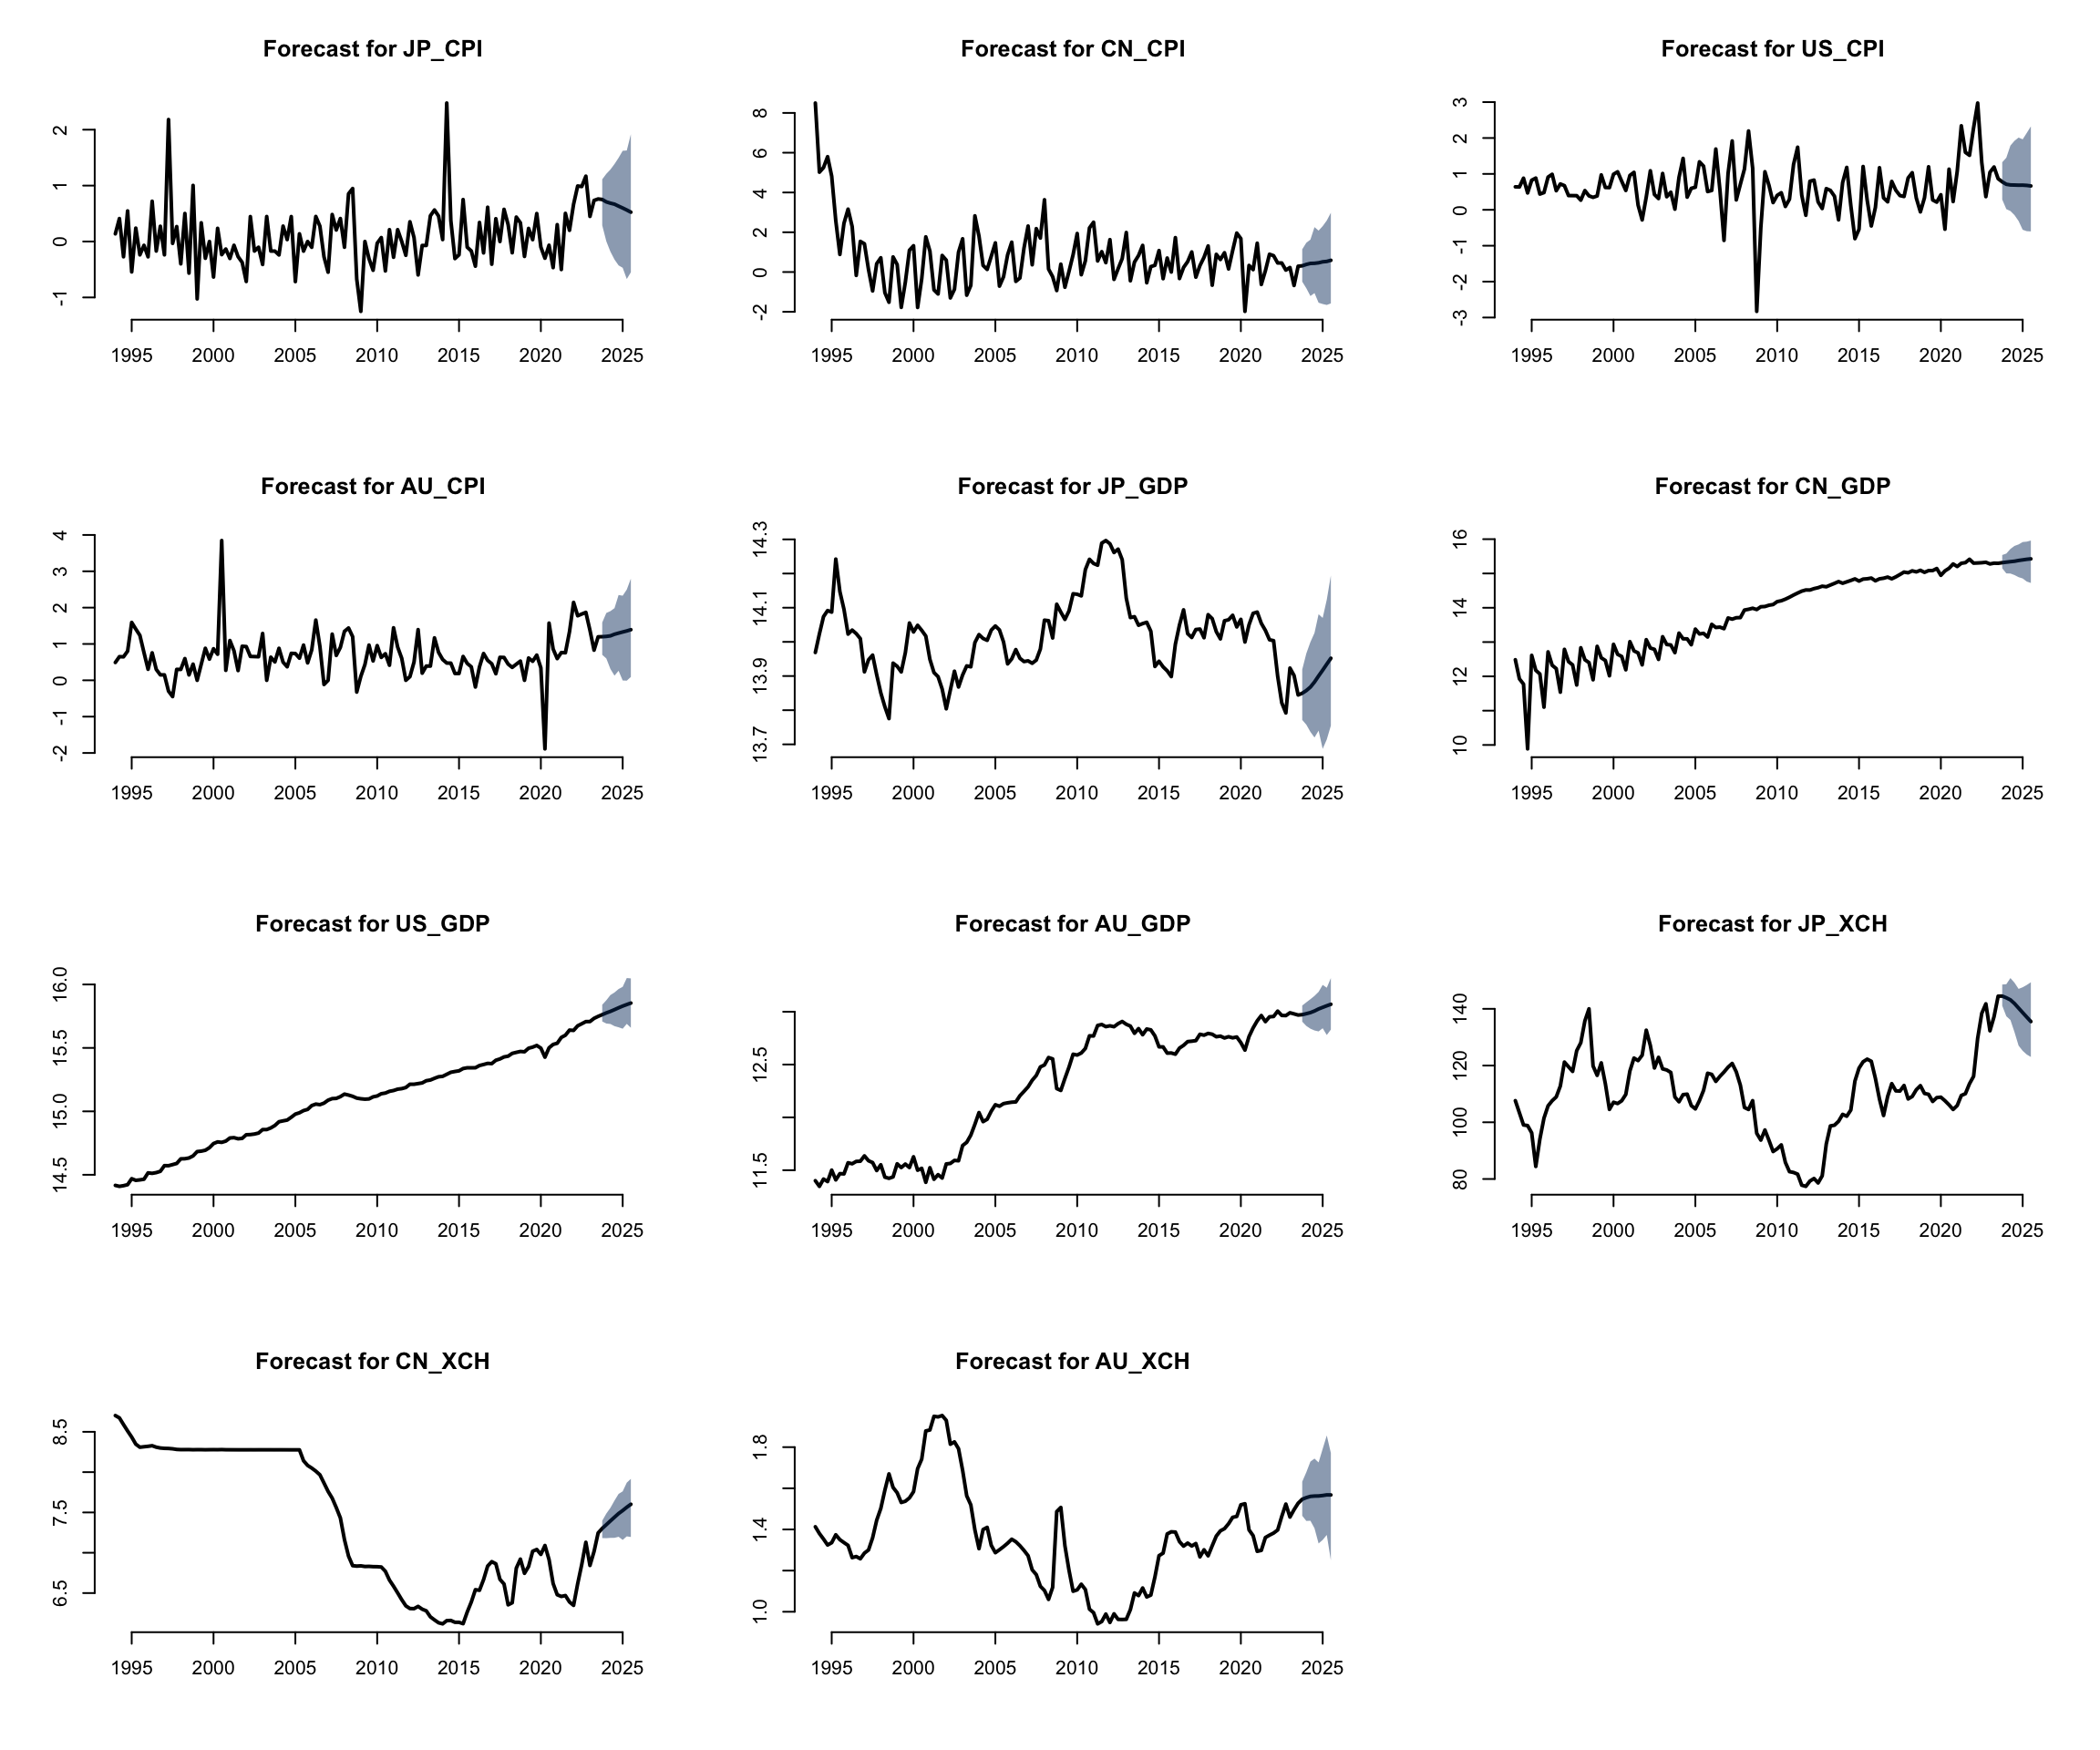 Forecast for JP_CPI
2
1
0
-1
1995 2000 2005 2010 2015 2020 2025
Forecast for CN_CPI
8
6
4
2
0
-2
1995 2000 2005 2010 2015 2020 2025
Forecast for US_CPI
3
2
1
0
-1
-2
-3
1995 2000 2005 2010 2015 2020 2025
Forecast for AU_CPI
4
3
2
1
0
-1
-2
1995 2000 2005 2010 2015 2020 2025
Forecast for JP_GDP
14.3
14.1
13.9
13.7
1995 2000 2005 2010 2015 2020 2025
Forecast for CN_GDP
16
14
12
10
1995 2000 2005 2010 2015 2020 2025
Forecast for US_GDP
16.0
15.5
15.0
14.5
1995 2000 2005 2010 2015 2020 2025
Forecast for AU_GDP
12.5
11.5
1995 2000 2005 2010 2015 2020 2025
Forecast for JP_XCH
140
120
100
80
1995 2000 2005 2010 2015 2020 2025
Forecast for CN_XCH
8.5
7.5
6.5
1995 2000 2005 2010 2015 2020 2025
Forecast for AU_XCH
1.8
1.4
1.0
1995 2000 2005 2010 2015 2020 2025